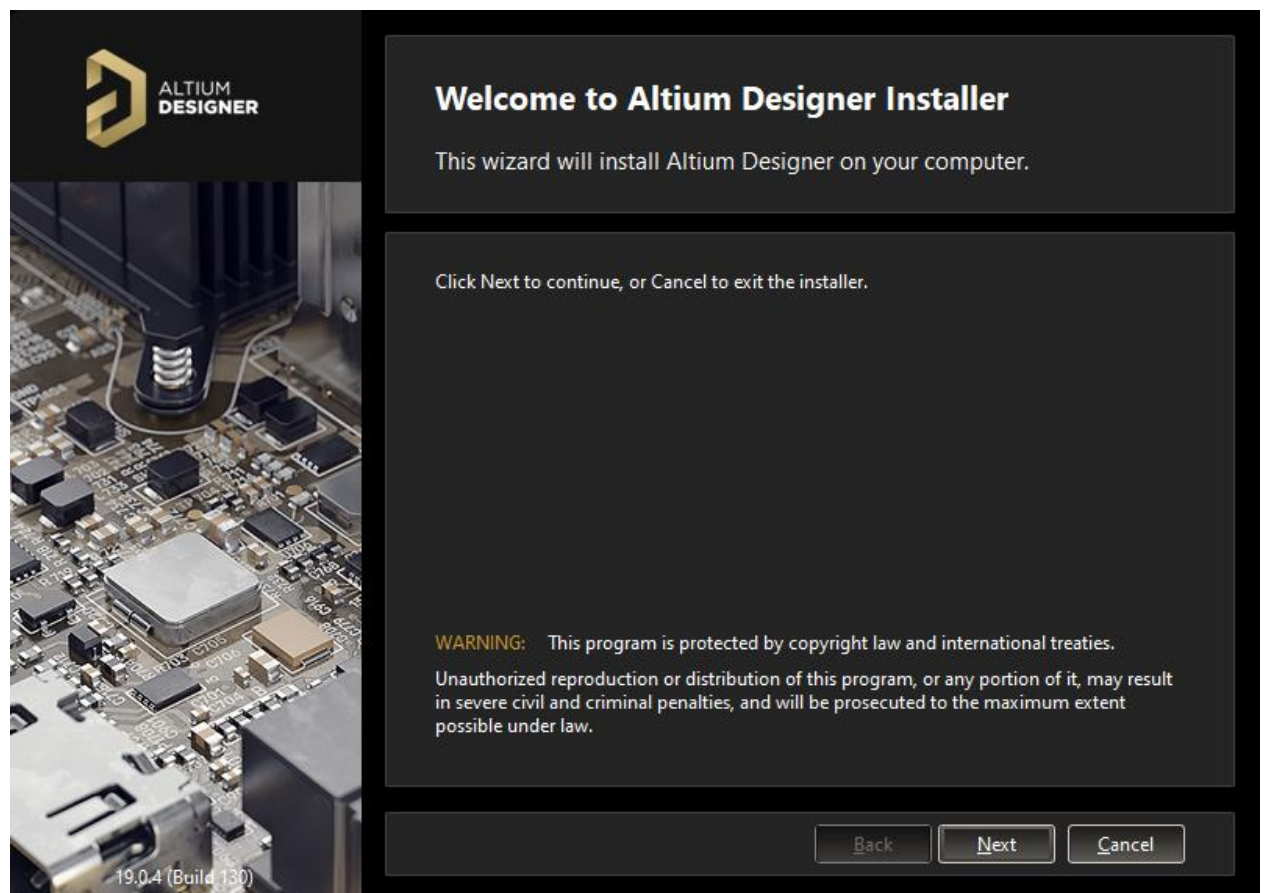 ALTIUM
DESIGNER
Welcome to Altium Designer Installer
This wizard will install Altium Designer on your computer.
Click Next to continue, or Cancel to exit the installer.
WARNING: This program is protected by copyright law and international treaties.
Unauthorized reproduction or distribution of this program, or any portion of it, may result
in severe civil and criminal penalties, and will be prosecuted to the maximum extent
possible under law.
19.0.4 (Build 130)
Back Next Cancel